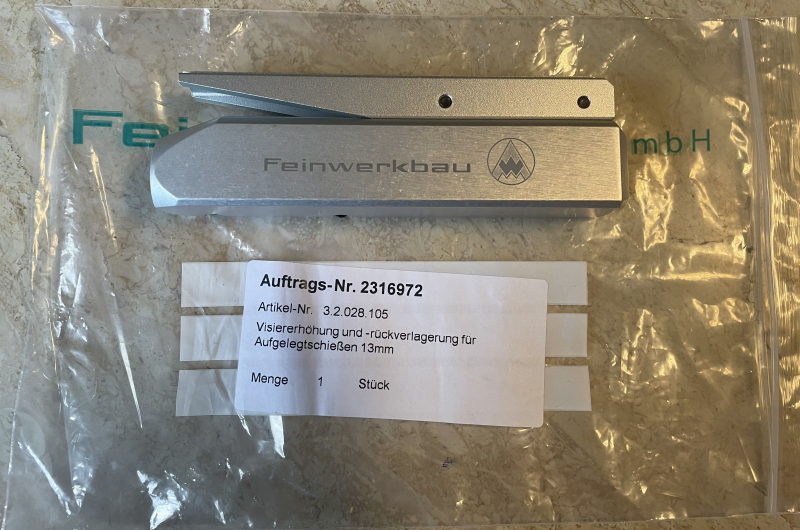 Fei mbH
Feinwerkbau
Auftrags-Nr. 2316972
Artikel-Nr. 3.2.028.105
Visiererhöhung und -rückverlagerung für
Aufgelegtschießen 13mm
Menge 1 Stück